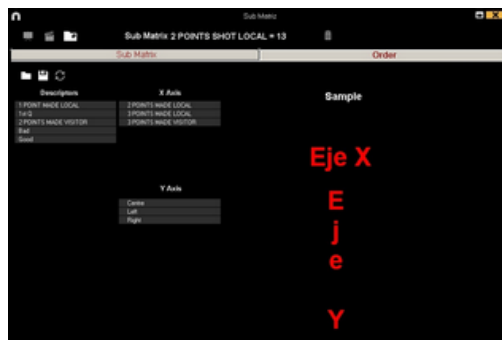 Sub Matrix
Sub Matrix 2 POINTS SHOT LOCAL = 13
Sub Matrix
Order
Descriptors
1 POINT MADE LOCAL
1st Q
2 POINTS MADE VISITOR
Bad
Good
X Axis
2 POINTS MADE LOCAL
3 POINTS MADE LOCAL
3 POINTS MADE VISITOR
Y Axis
Centre
Left
Right
Sample
Eje X
E
j
e
Y